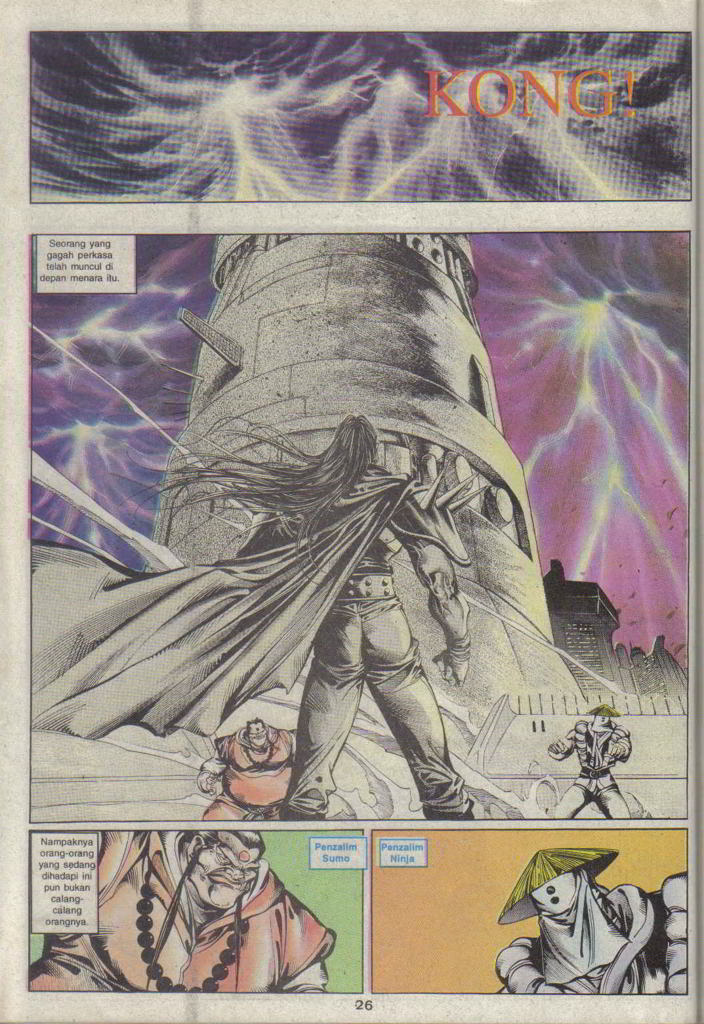 KONG!
Seorang yang
gagah perkasa
telah muncul di
depan menara itu.
Nampaknya
orang-orang
yang sedang
dihadapi ini
pun bukan
calang-
calang
orangnya.
Penzalim
Sumo
Penzalim
Ninja
26